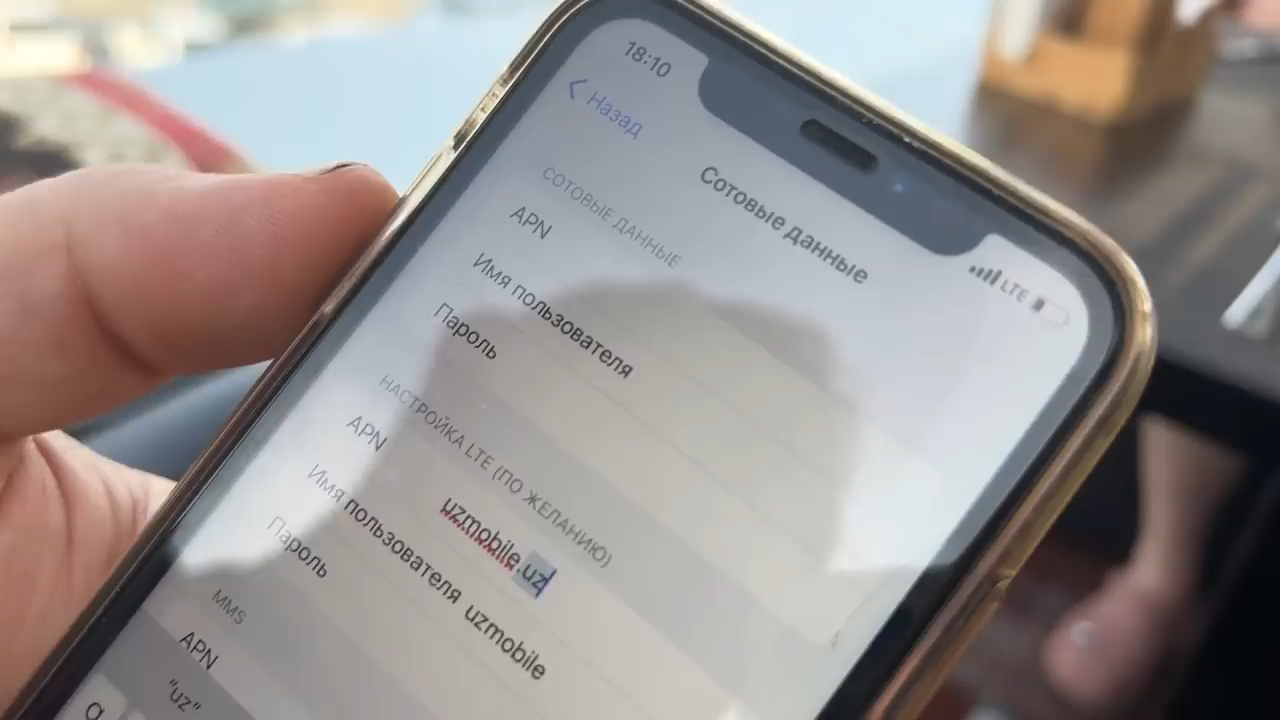 18:10
LTE
Назад
Сотовые данные
СОТОВЫЕ ДАННЫЕ
APN
Имя пользователя
Пароль
НАСТРОЙКА LTE (ПО ЖЕЛАНИЮ)
APN uzmobile.uz
Имя пользователя uzmobile
Пароль
MMS
APN
"uz"
q